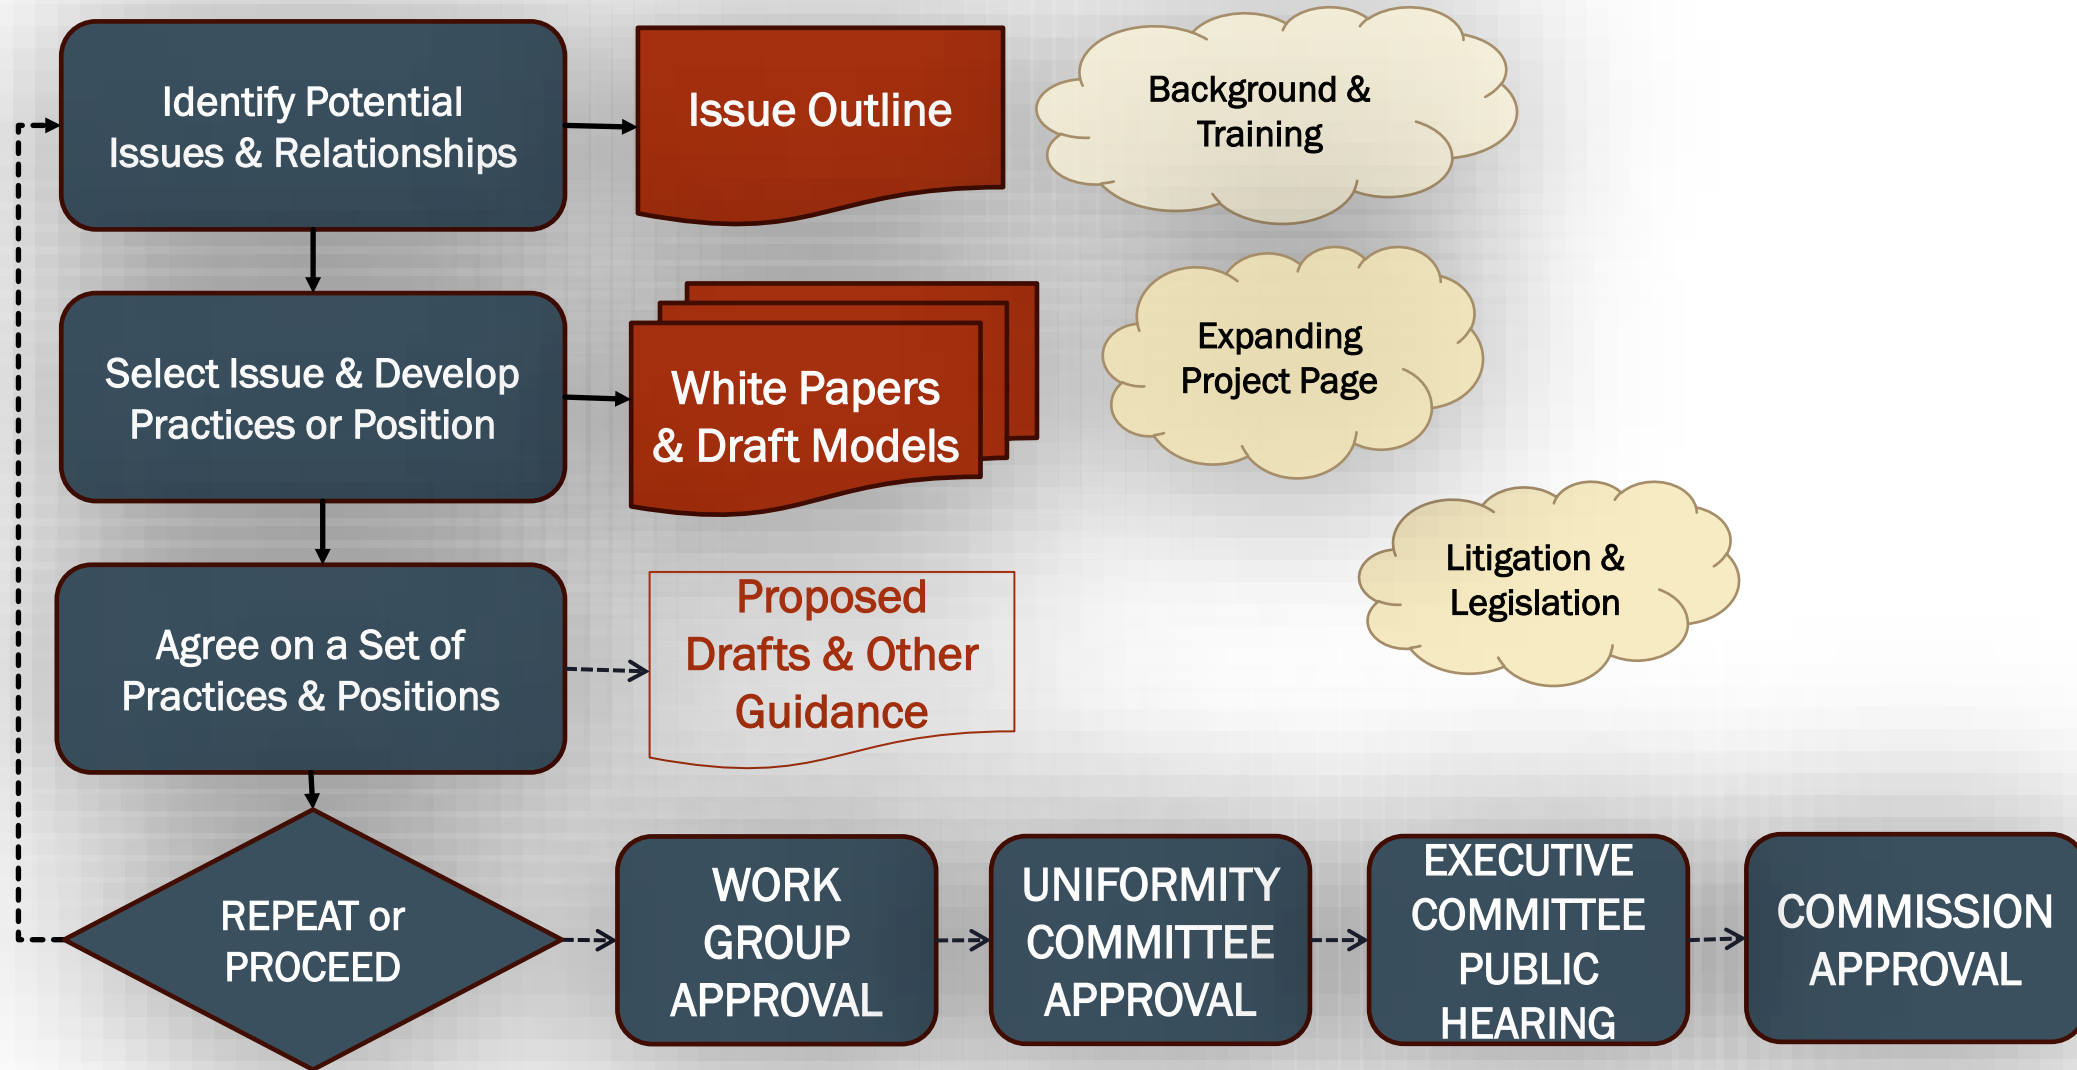 Identify Potential
Issues & Relationships
Issue Outline
Background &
Training
Select Issue & Develop
Practices or Position
White Papers
& Draft Models
Expanding
Project Page
Litigation &
Legislation
Agree on a Set of
Practices & Positions
Proposed
Drafts & Other
Guidance
REPEAT or
PROCEED
WORK
GROUP
APPROVAL
UNIFORMITY
COMMITTEE
APPROVAL
EXECUTIVE
COMMITTEE
PUBLIC
HEARING
COMMISSION
APPROVAL